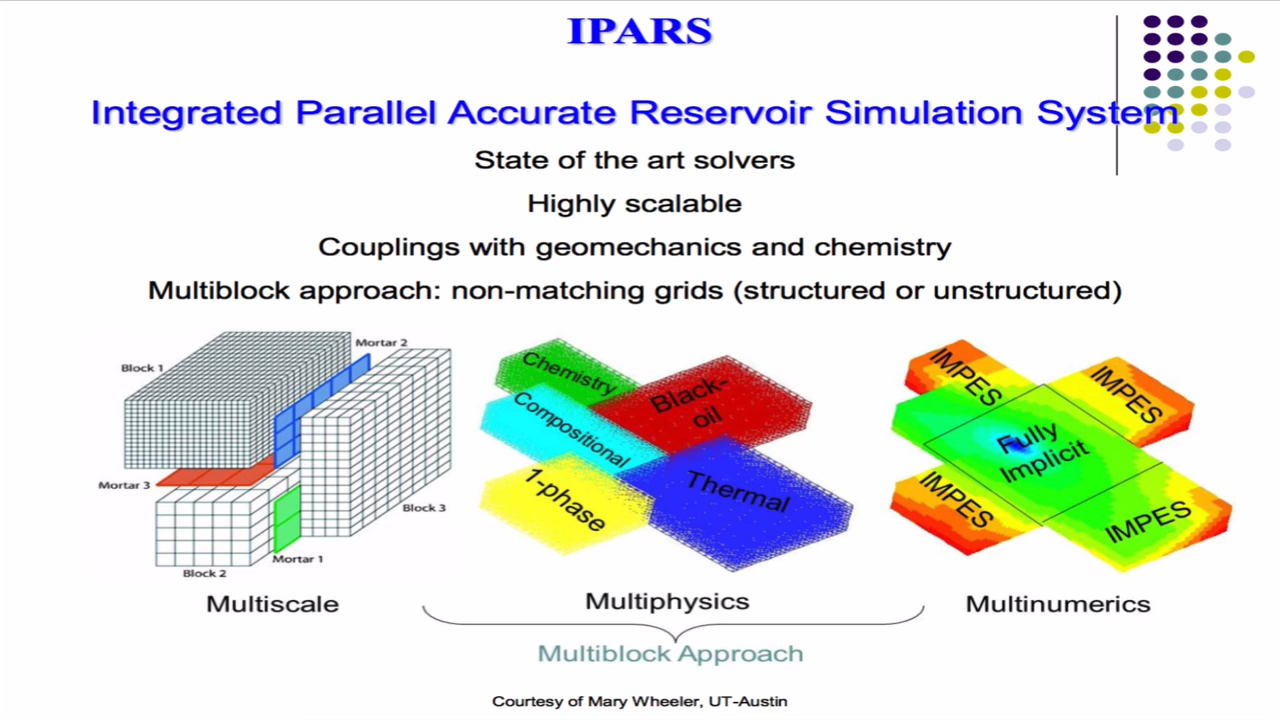 IPARS
Integrated Parallel Accurate Reservoir Simulation System
State of the art solvers
Highly scalable
Couplings with geomechanics and chemistry
Multiblock approach: non-matching grids (structured or unstructured)
Block 1
Mortar 2
Mortar 3
Block 3
Mortar 1
Block 2
Chemistry
Black-
oil
Compositional
1-phase
Thermal
IMPES
IMPES
Fully
Implicit
IMPES
IMPES
Multiscale
Multiphysics
Multinumerics
Multiblock Approach
Courtesy of Mary Wheeler, UT-Austin